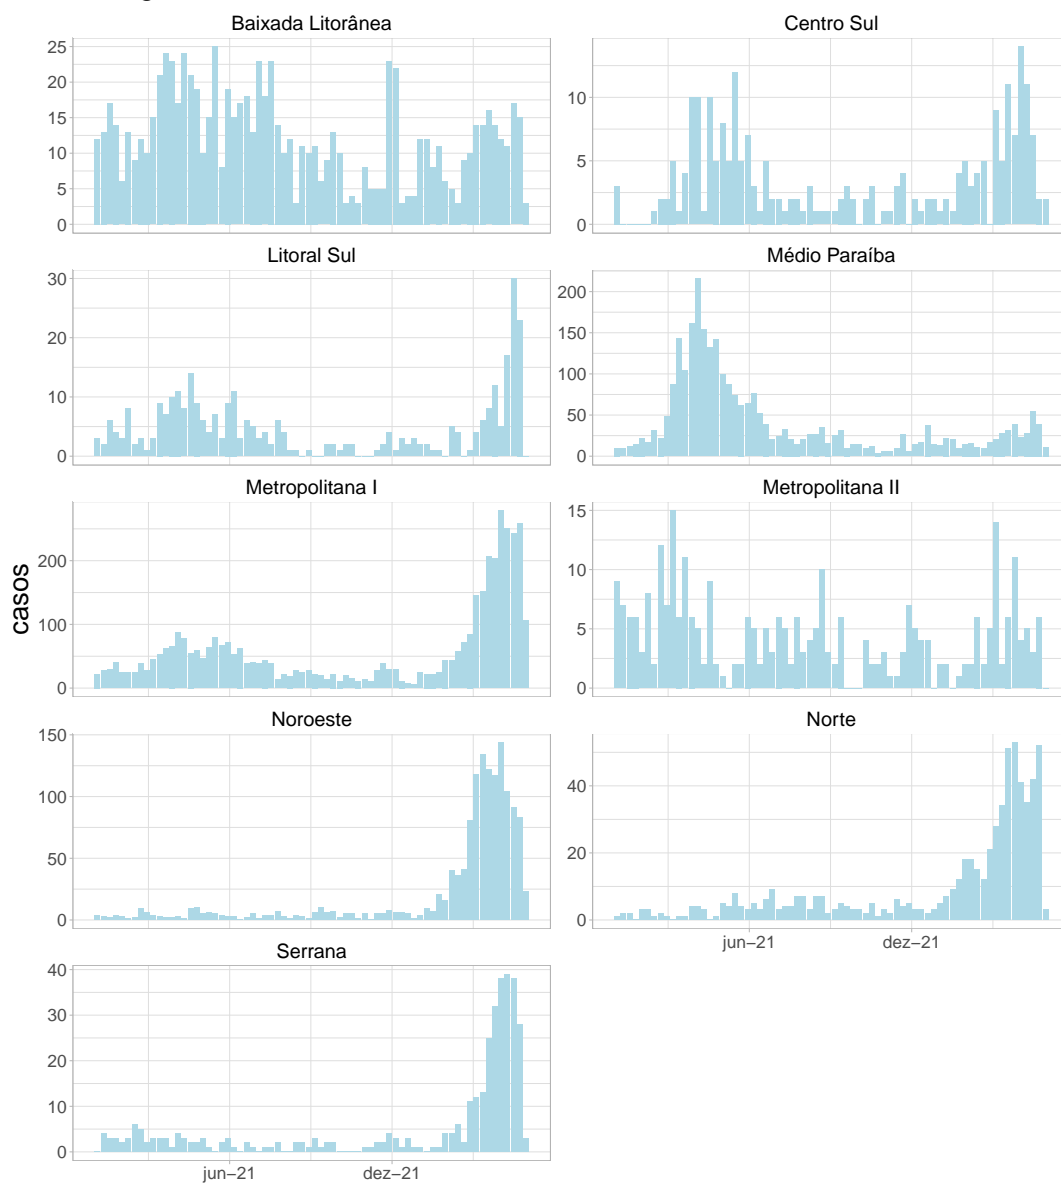 Baixada Litorânea
Centro Sul
25
20
15
10
5
0
10
5
0
Litoral Sul
Médio Paraíba
30
20
10
0
200
150
100
50
0
Metropolitana I
Metropolitana II
casos
200
100
0
15
10
5
0
Noroeste
Norte
150
100
50
0
40
20
0
jun−21
dez−21
Serrana
40
30
20
10
0
jun−21
dez−21